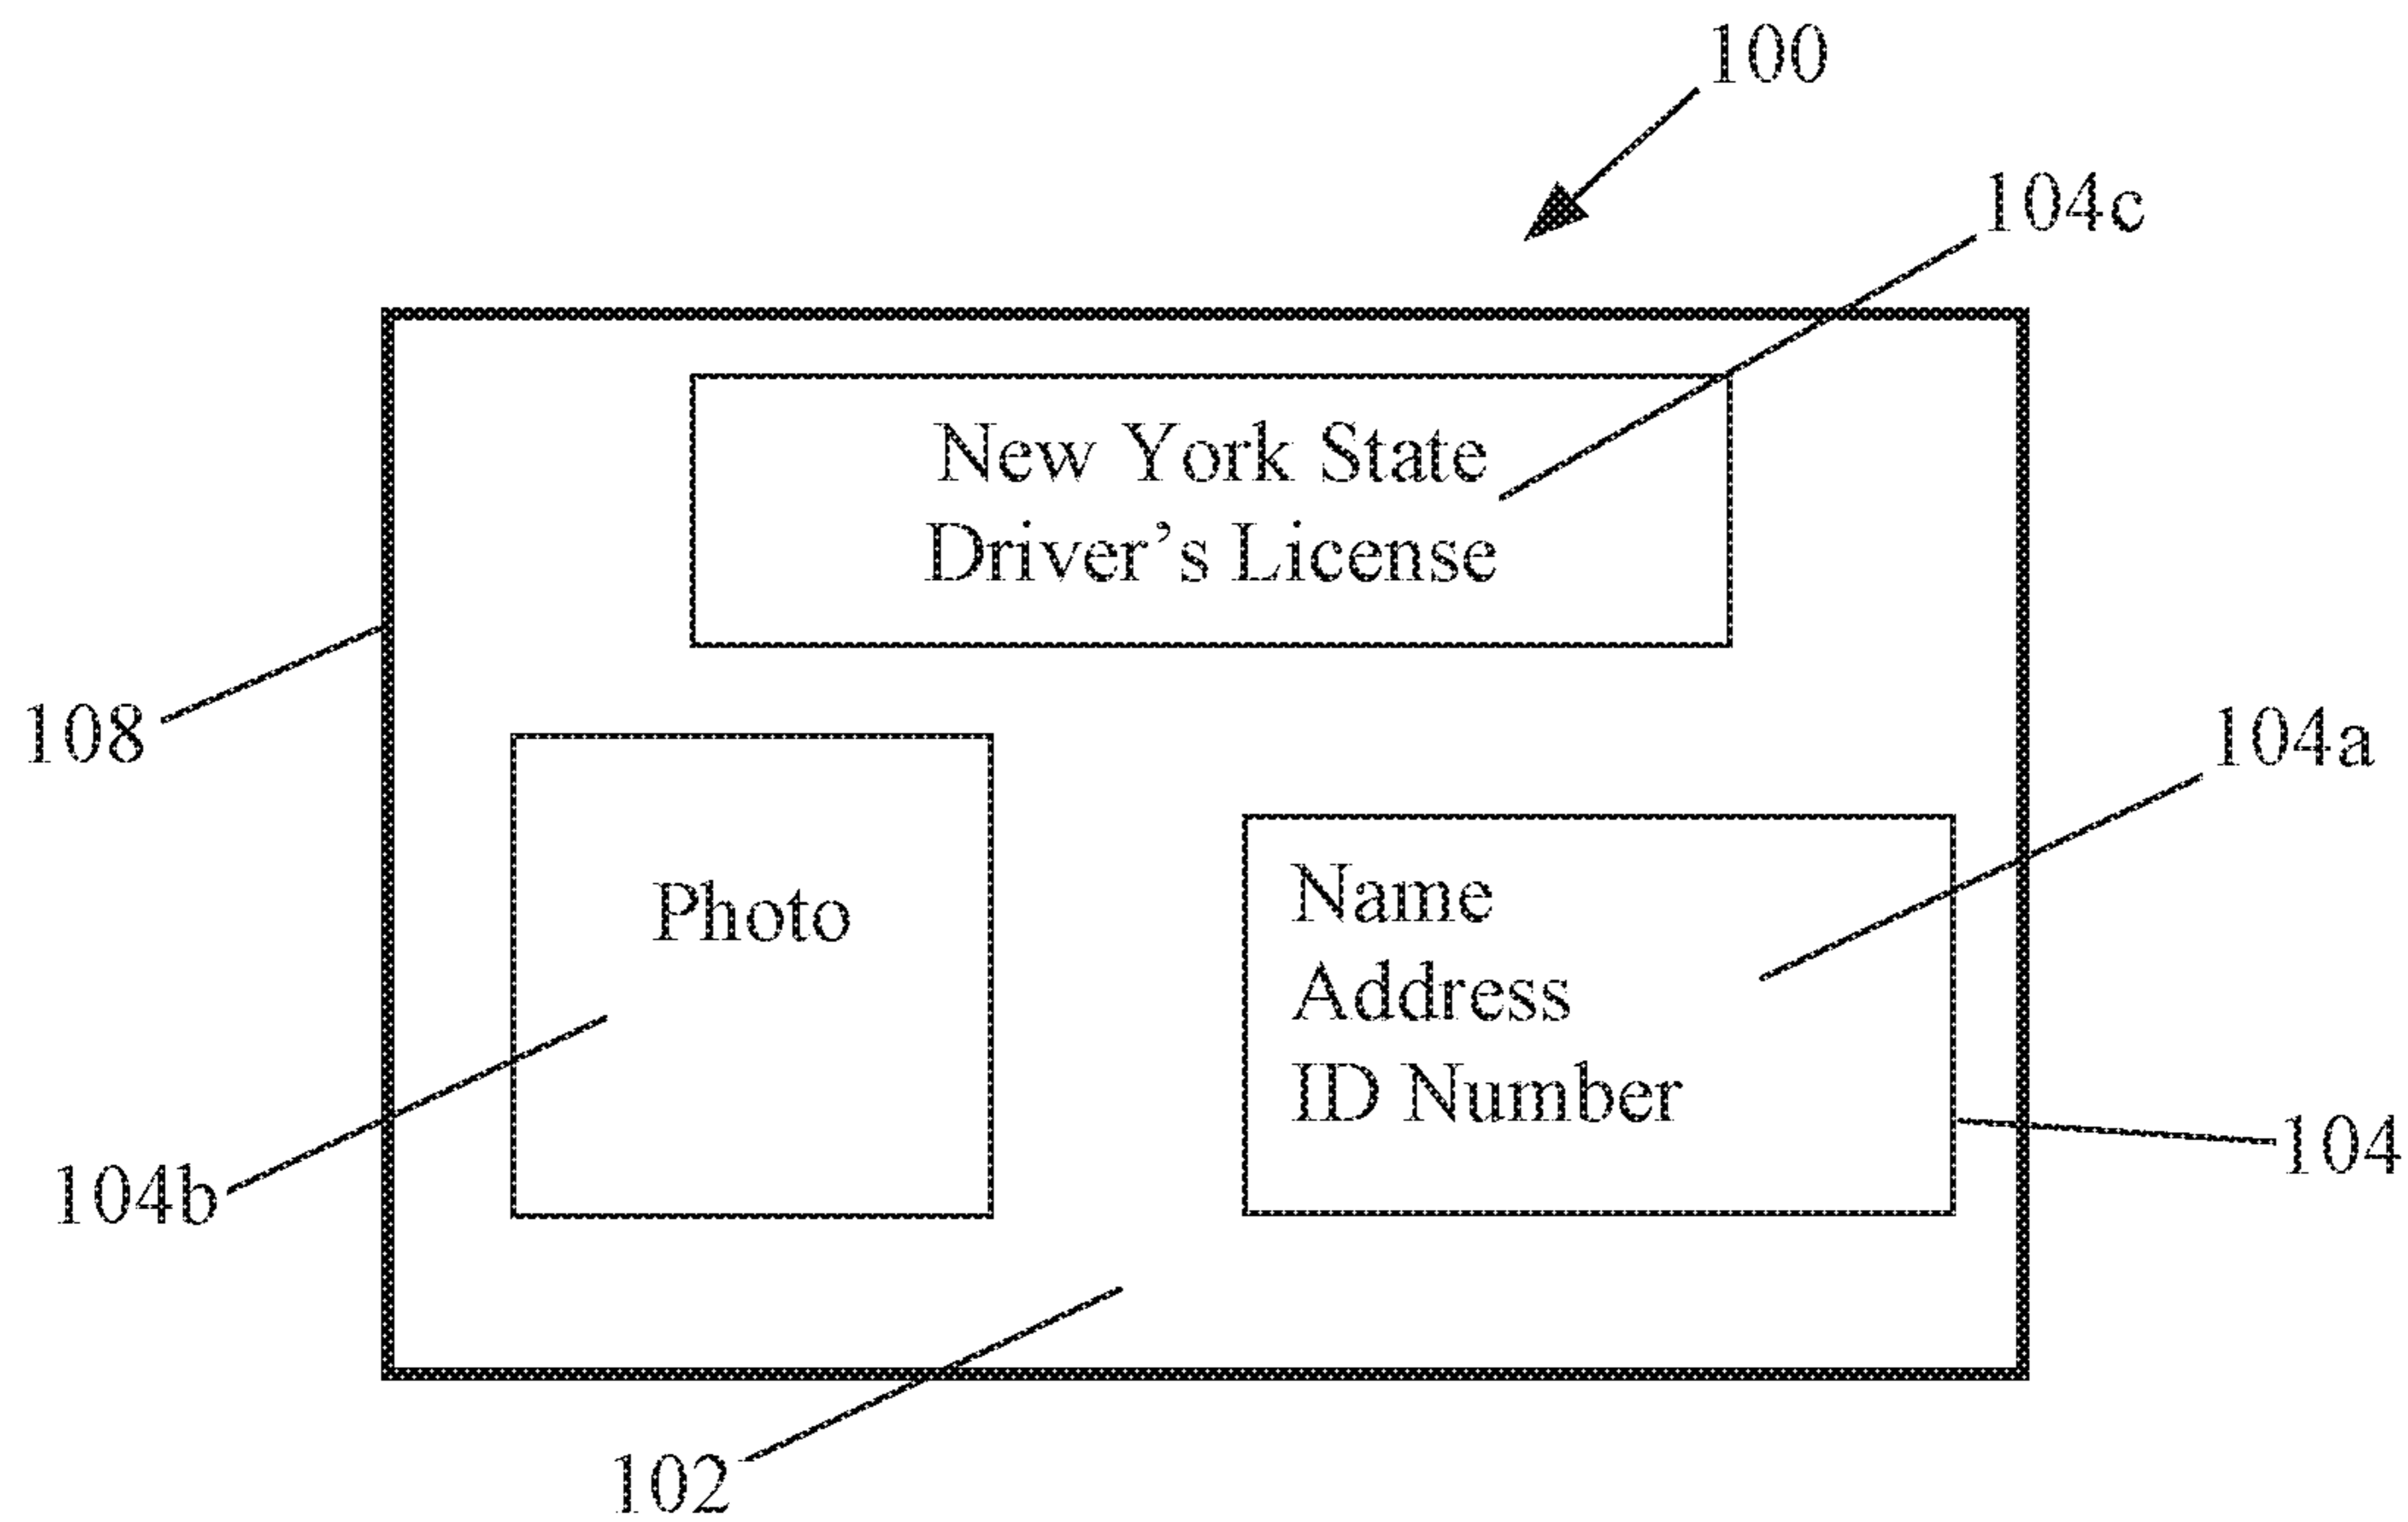 100
104c
New York State
Driver's License
108
104a
Photo
Name
Address
ID Number
104b
104
102